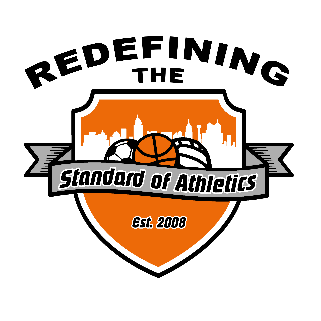 REDEFINING
THE
Standard of Athletics
Est. 2008